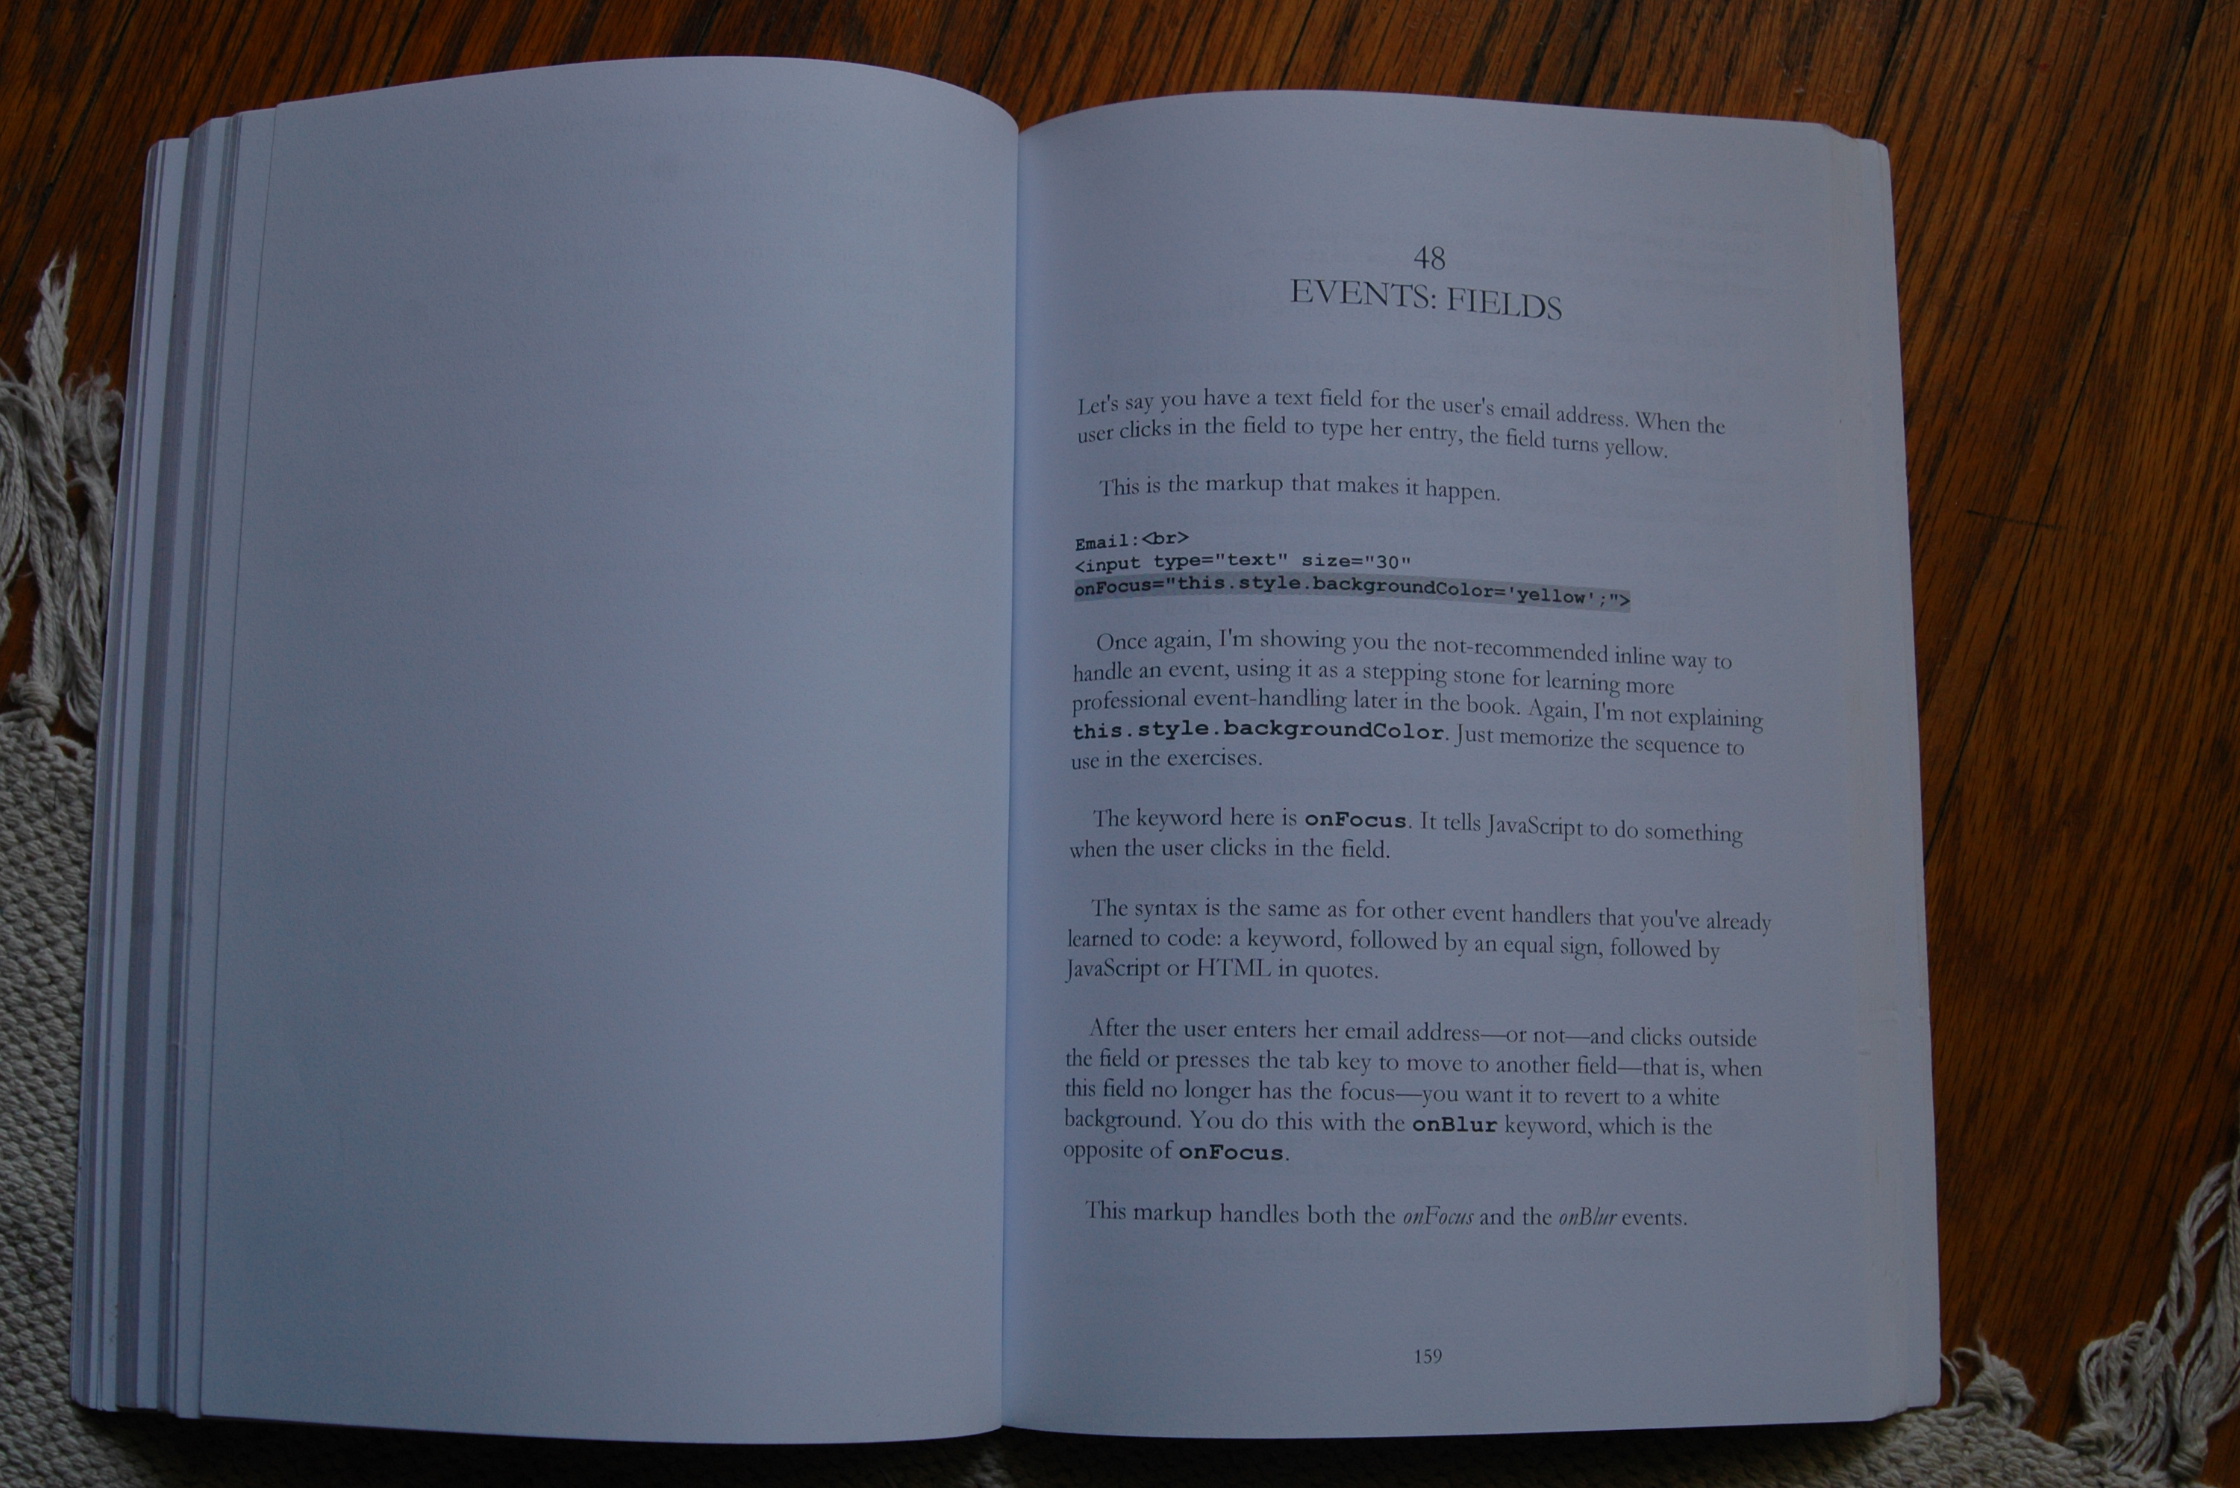 48
EVENTS: FIELDS
Let's say you have a text field for the user's email address. When the
user clicks in the field to type her entry, the field turns yellow.
This is the markup that makes it happen.
Email:<br>
<input type="text" size="30"
onFocus="this.style.backgroundColor='yellow';">
Once again, I'm showing you the not-recommended inline way to
handle an event, using it as a stepping stone for learning more
professional event-handling later in the book. Again, I'm not explaining
this.style.backgroundColor. Just memorize the sequence to
use in the exercises.
The keyword here is onFocus. It tells JavaScript to do something
when the user clicks in the field.
The syntax is the same as for other event handlers that you've already
learned to code: a keyword, followed by an equal sign, followed by
JavaScript or HTML in quotes.
After the user enters her email address—or not—and clicks outside
the field or presses the tab key to move to another field—that is, when
this field no longer has the focus—you want it to revert to a white
background. You do this with the onBlur keyword, which is the
opposite of onFocus.
This markup handles both the onFocus and the onBlur events.
159